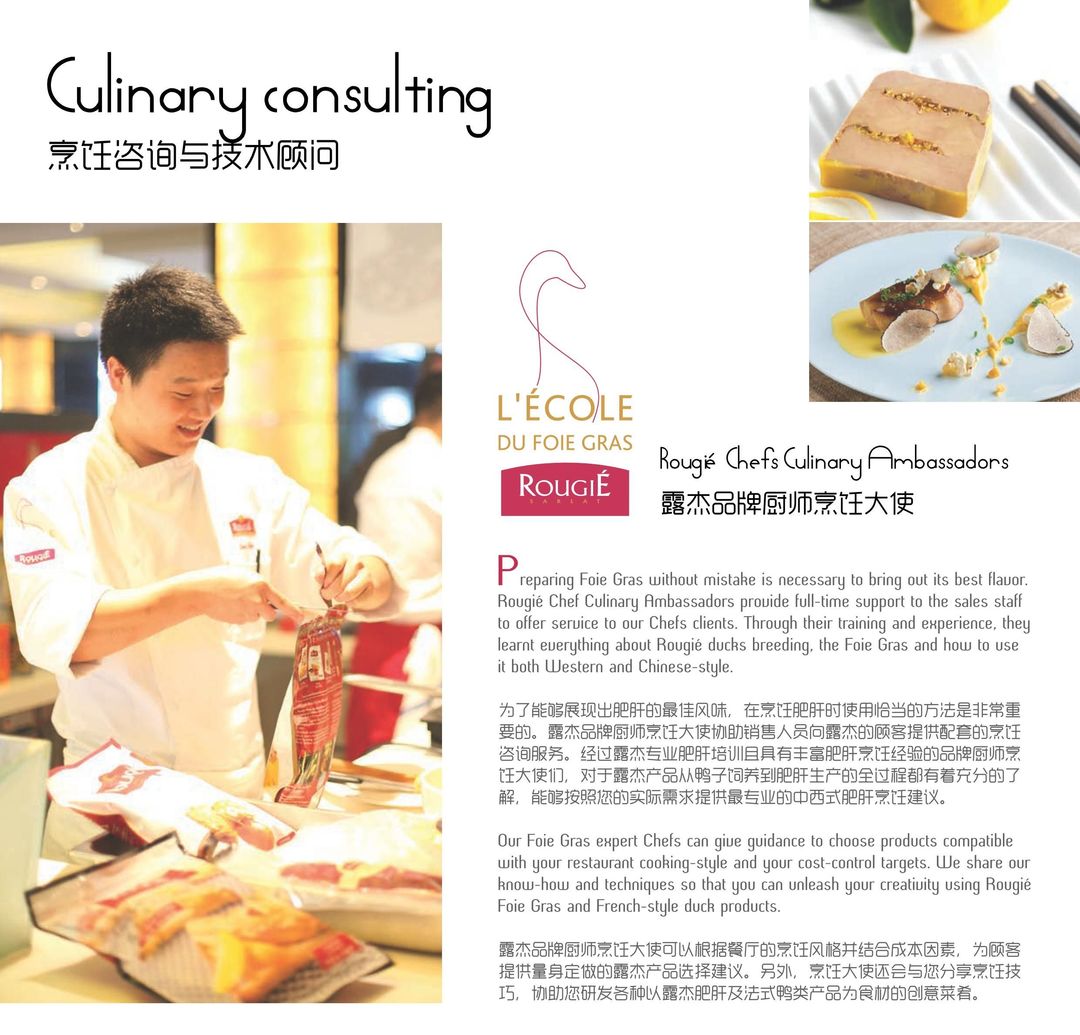 Culinary consulting
烹饪咨询与技术顾问
L'ÉCOLE
DU FOIE GRAS
ROUGIÉ
SARLAT
Rougié Chefs Culinary Ambassadors
露杰品牌厨师烹饪大使
ROUGIÉ
Preparing Foie Gras without mistake is necessary to bring out its best flavor.
Rougié Chef Culinary Ambassadors provide full-time support to the sales staff
to offer service to our Chefs clients. Through their training and experience, they
learnt everything about Rougié ducks breeding, the Foie Gras and how to use
it both Western and Chinese-style.
为了能够展现出肥肝的最佳风味，在烹饪肥肝时使用恰当的方法是非常重
要的。露杰品牌厨师烹饪大使协助销售人员向露杰的顾客提供配套的烹饪
咨询服务。经过露杰专业肥肝培训且具有丰富肥肝烹饪经验的品牌厨师烹
饪大使们，对于露杰产品从鸭子饲养到肥肝生产的全过程都有着充分的了
解，能够按照您的实际需求提供最专业的中西式肥肝烹饪建议。
Our Foie Gras expert Chefs can give guidance to choose products compatible
with your restaurant cooking-style and your cost-control targets. We share our
know-how and techniques so that you can unleash your creativity using Rougié
Foie Gras and French-style duck products.
露杰品牌厨师烹饪大使可以根据餐厅的烹饪风格并结合成本因素，为顾客
提供量身定做的露杰产品选择建议。另外，烹饪大使还会与您分享烹饪技
巧，协助您研发各种以露杰肥肝及法式鸭类产品为食材的创意菜肴。